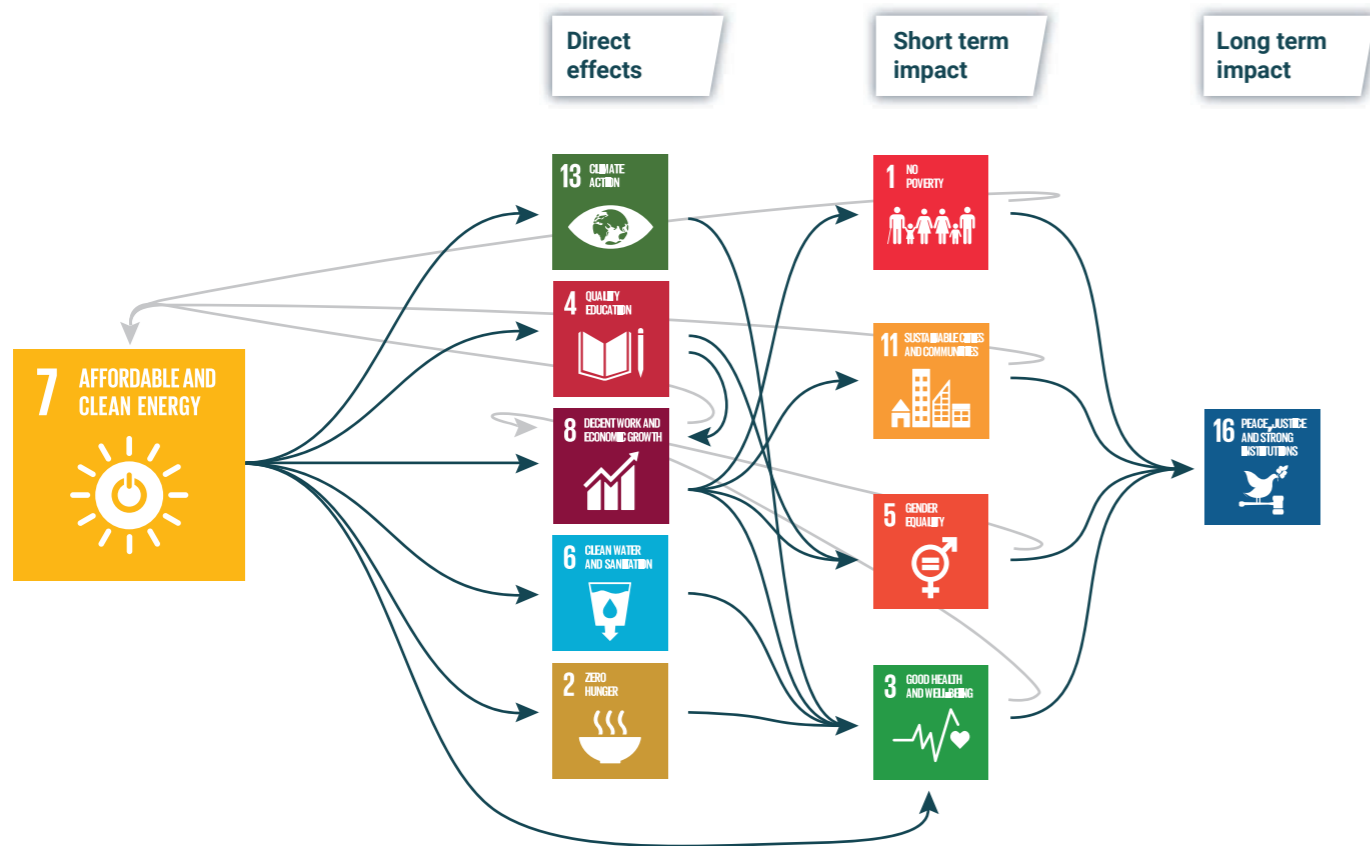 Direct
effects
Short term
impact
Long term
impact
13 CLIMATE
ACTION
1 NO
POVERTY
4 QUALITY
EDUCATION
11 SUSTAINABLE CITIES
AND COMMUNITIES
7 AFFORDABLE AND
CLEAN ENERGY
8 DECENT WORK AND
ECONOMIC GROWTH
16 PEACE, JUSTICE
AND STRONG
INSTITUTIONS
5 GENDER
EQUALITY
6 CLEAN WATER
AND SANITATION
2 ZERO
HUNGER
3 GOOD HEALTH
AND WELL-BEING